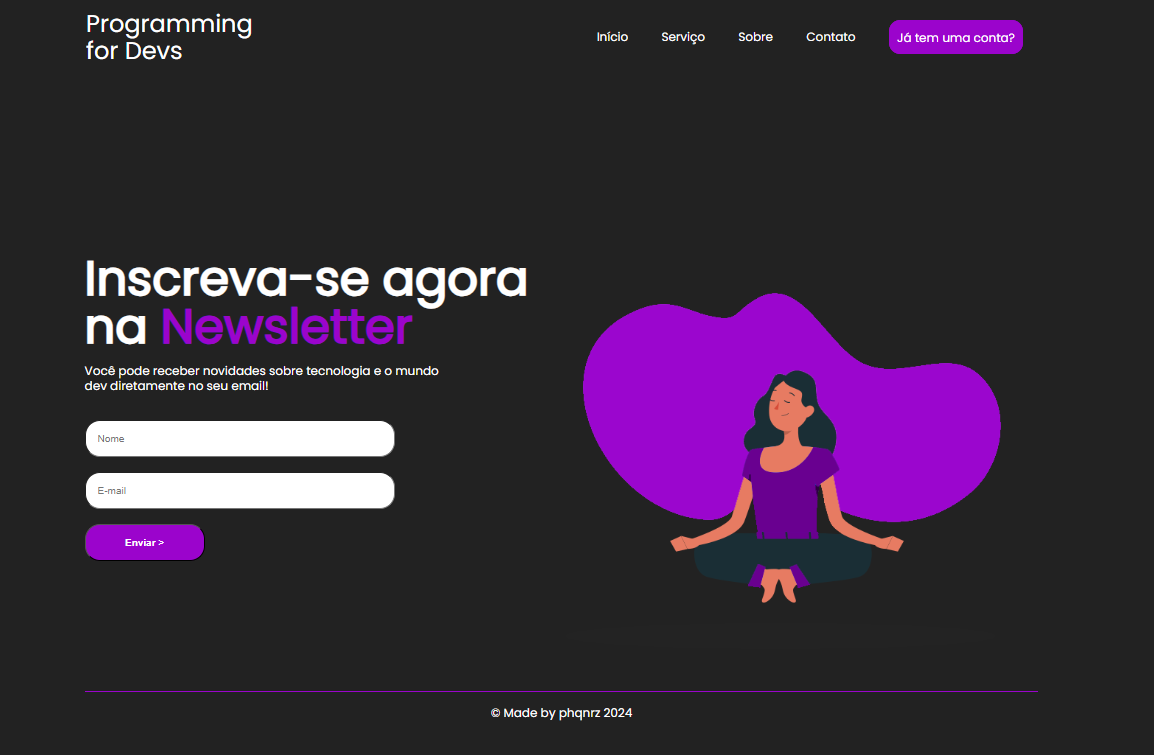 Programming
for Devs
Início
Serviço
Sobre
Contato
Já tem uma conta?
Inscreva-se agora
na Newsletter
Você pode receber novidades sobre tecnologia e o mundo
dev diretamente no seu email!
Nome
E-mail
Enviar >
© Made by phqnrz 2024